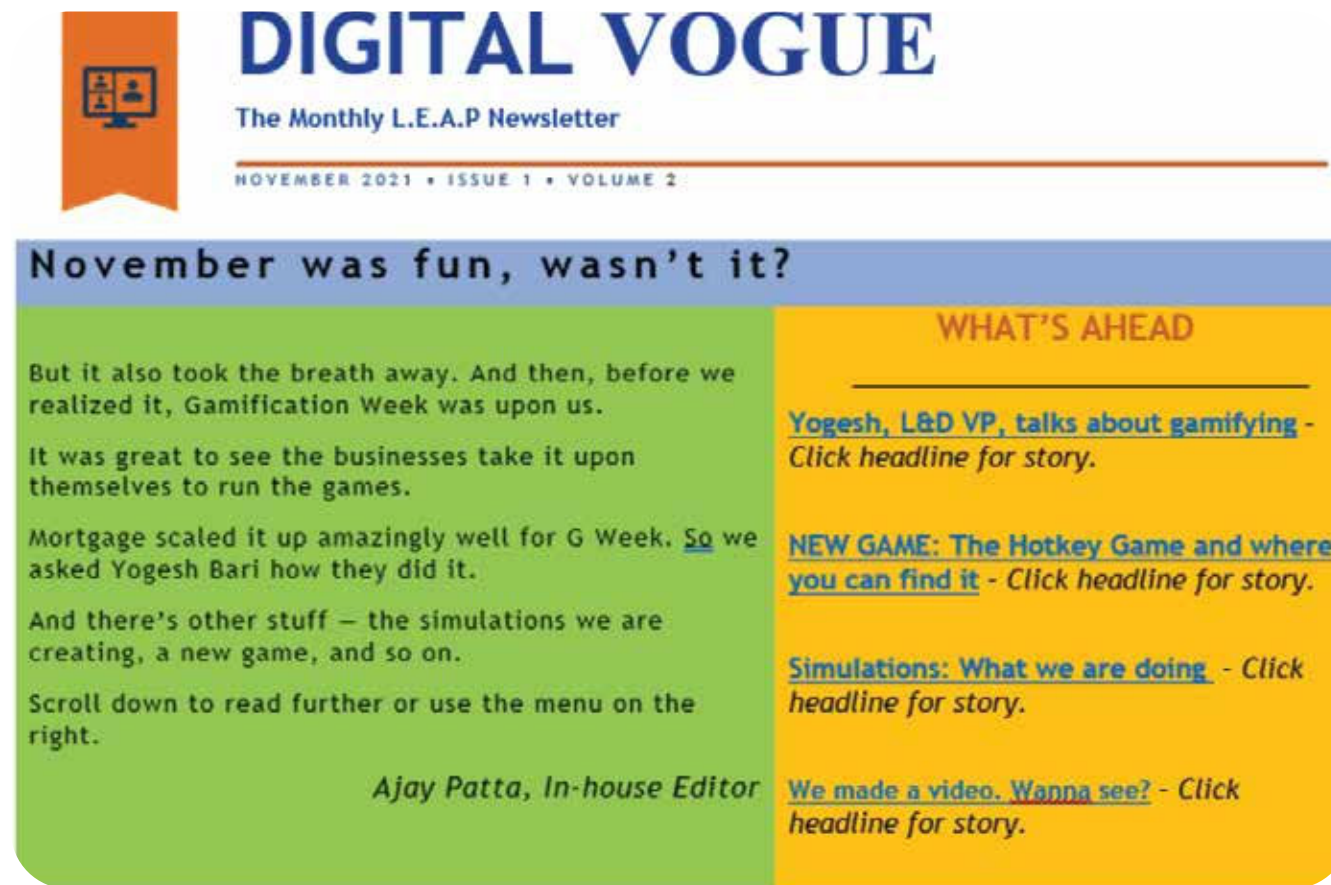 DIGITAL VOGUE
The Monthly L.E.A.P Newsletter
NOVEMBER 2021 • ISSUE 1 • VOLUME 2
November was fun, wasn't it?
But it also took the breath away. And then, before we
realized it, Gamification Week was upon us.
It was great to see the businesses take it upon
themselves to run the games.
Mortgage scaled it up amazingly well for G Week. So we
asked Yogesh Bari how they did it.
And there's other stuff – the simulations we are
creating, a new game, and so on.
Scroll down to read further or use the menu on the
right.
Ajay Patta, In-house Editor
WHAT'S AHEAD
Yogesh, L&D VP, talks about gamifying -
Click headline for story.
NEW GAME: The Hotkey Game and where
you can find it - Click headline for story.
Simulations: What we are doing - Click
headline for story.
We made a video. Wanna see? - Click
headline for story.